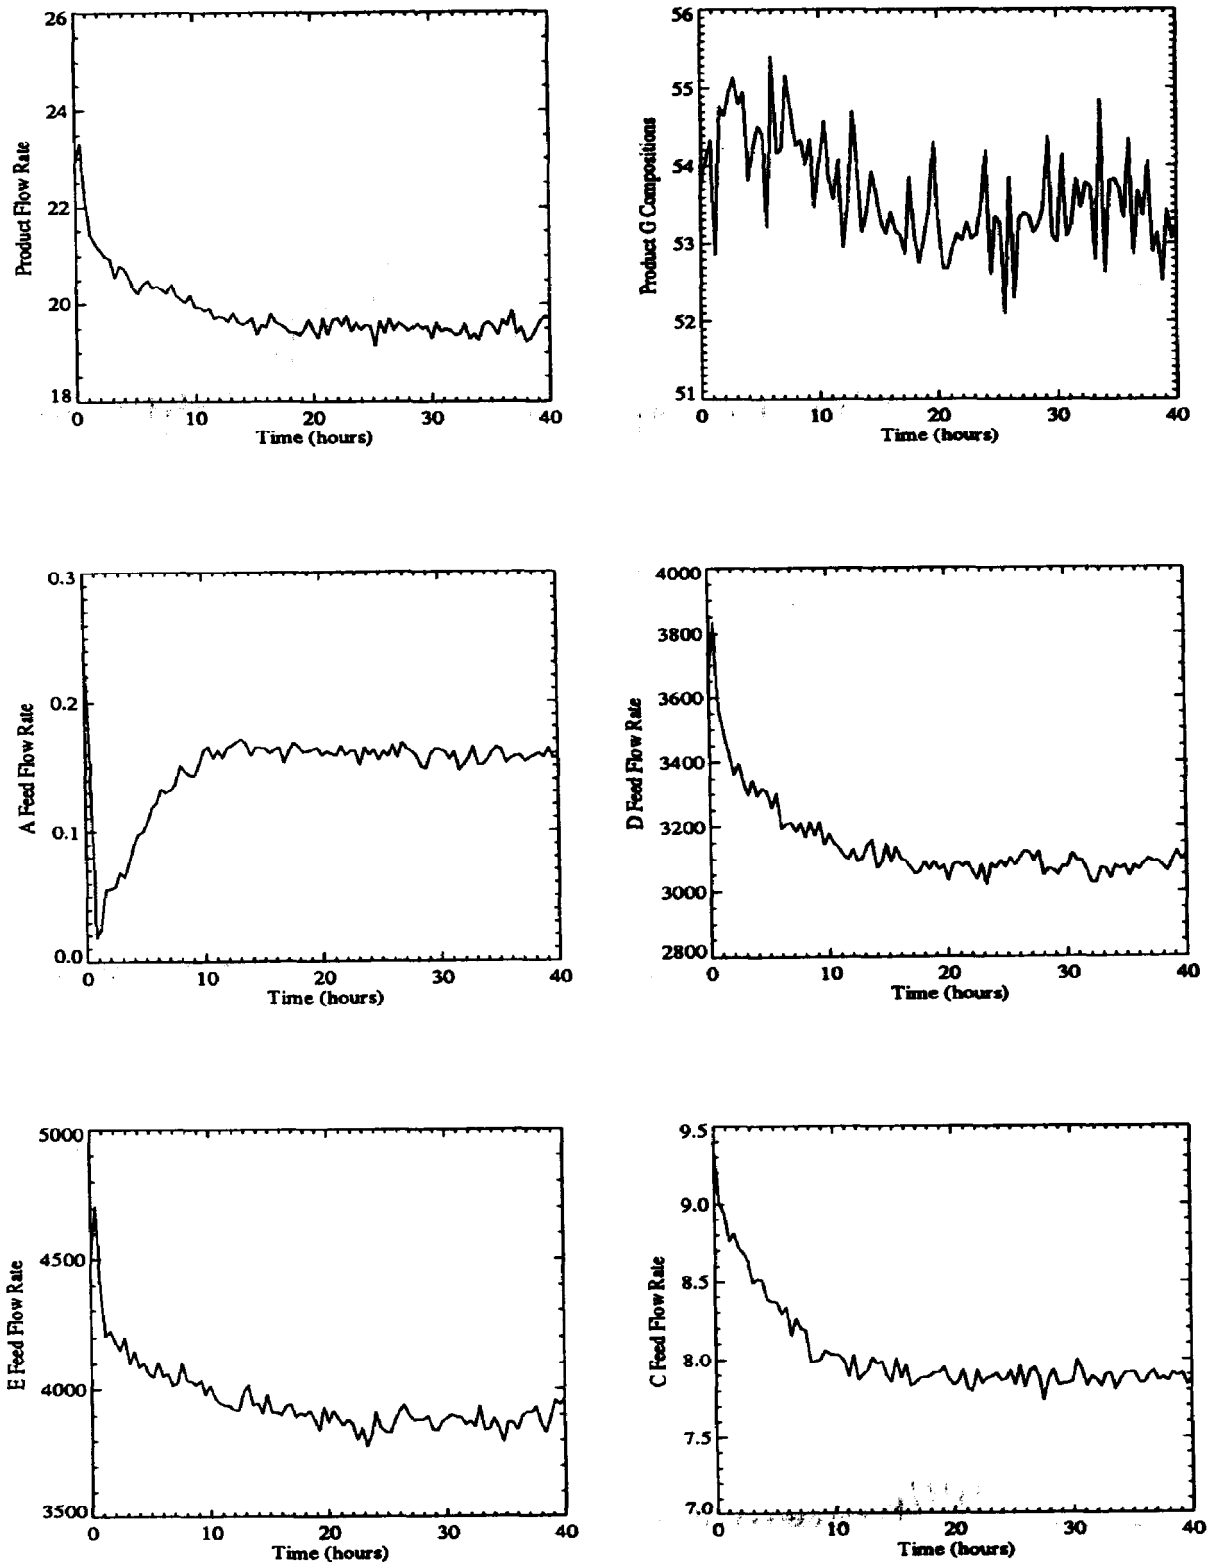 26
24
22
20
18
Product Flow Rate
0 10 20 30 40
Time (hours)
56
55
54
53
52
51
Product G Compositions
0 10 20 30 40
Time (hours)
0.3
0.2
0.1
0.0
A Feed Flow Rate
0 10 20 30 40
Time (hours)
4000
3800
3600
3400
3200
3000
2800
D Feed Flow Rate
0 10 20 30 40
Time (hours)
5000
4500
4000
3500
E Feed Flow Rate
0 10 20 30 40
Time (hours)
9.5
9.0
8.5
8.0
7.5
7.0
C Feed Flow Rate
0 10 20 30 40
Time (hours)